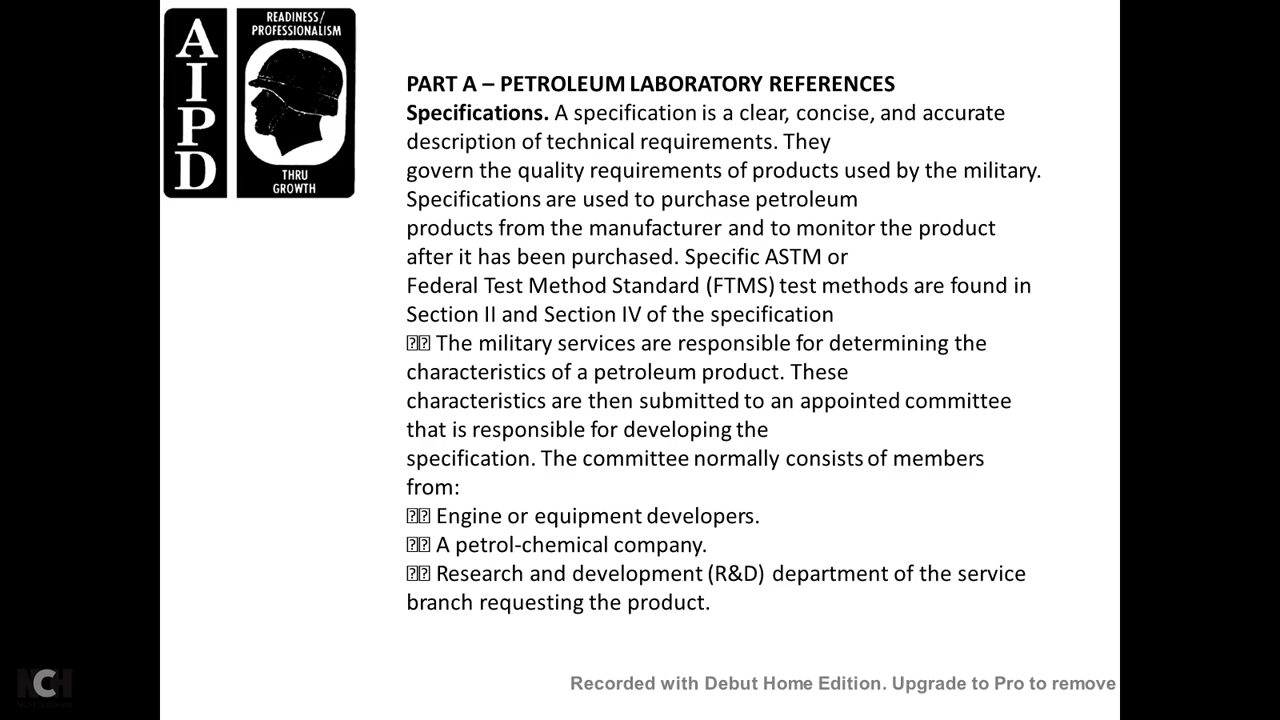 AIPD
READINESS/
PROFESSIONALISM
THRU
GROWTH
PART A – PETROLEUM LABORATORY REFERENCES
Specifications. A specification is a clear, concise, and accurate
description of technical requirements. They
govern the quality requirements of products used by the military.
Specifications are used to purchase petroleum
products from the manufacturer and to monitor the product
after it has been purchased. Specific ASTM or
Federal Test Method Standard (FTMS) test methods are found in
Section II and Section IV of the specification
⍰⍰ The military services are responsible for determining the
characteristics of a petroleum product. These
characteristics are then submitted to an appointed committee
that is responsible for developing the
specification. The committee normally consists of members
from:
⍰⍰ Engine or equipment developers.
⍰⍰ A petrol-chemical company.
⍰⍰ Research and development (R&D) department of the service
branch requesting the product.
NCH
Recorded with Debut Home Edition. Upgrade to Pro to remove